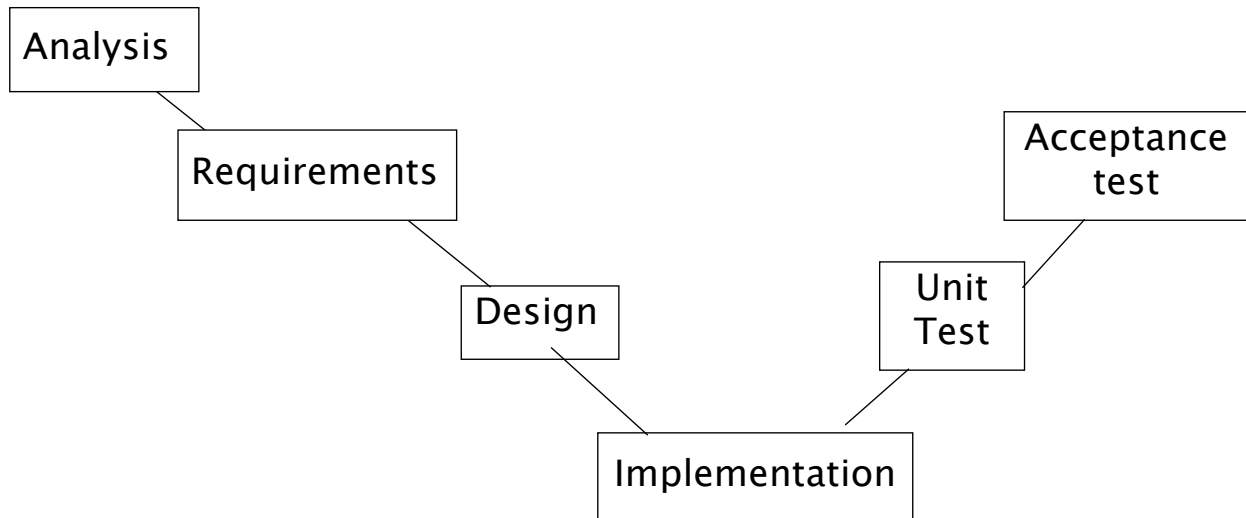 Analysis
Requirements
Design
Implementation
Unit
Test
Acceptance
test